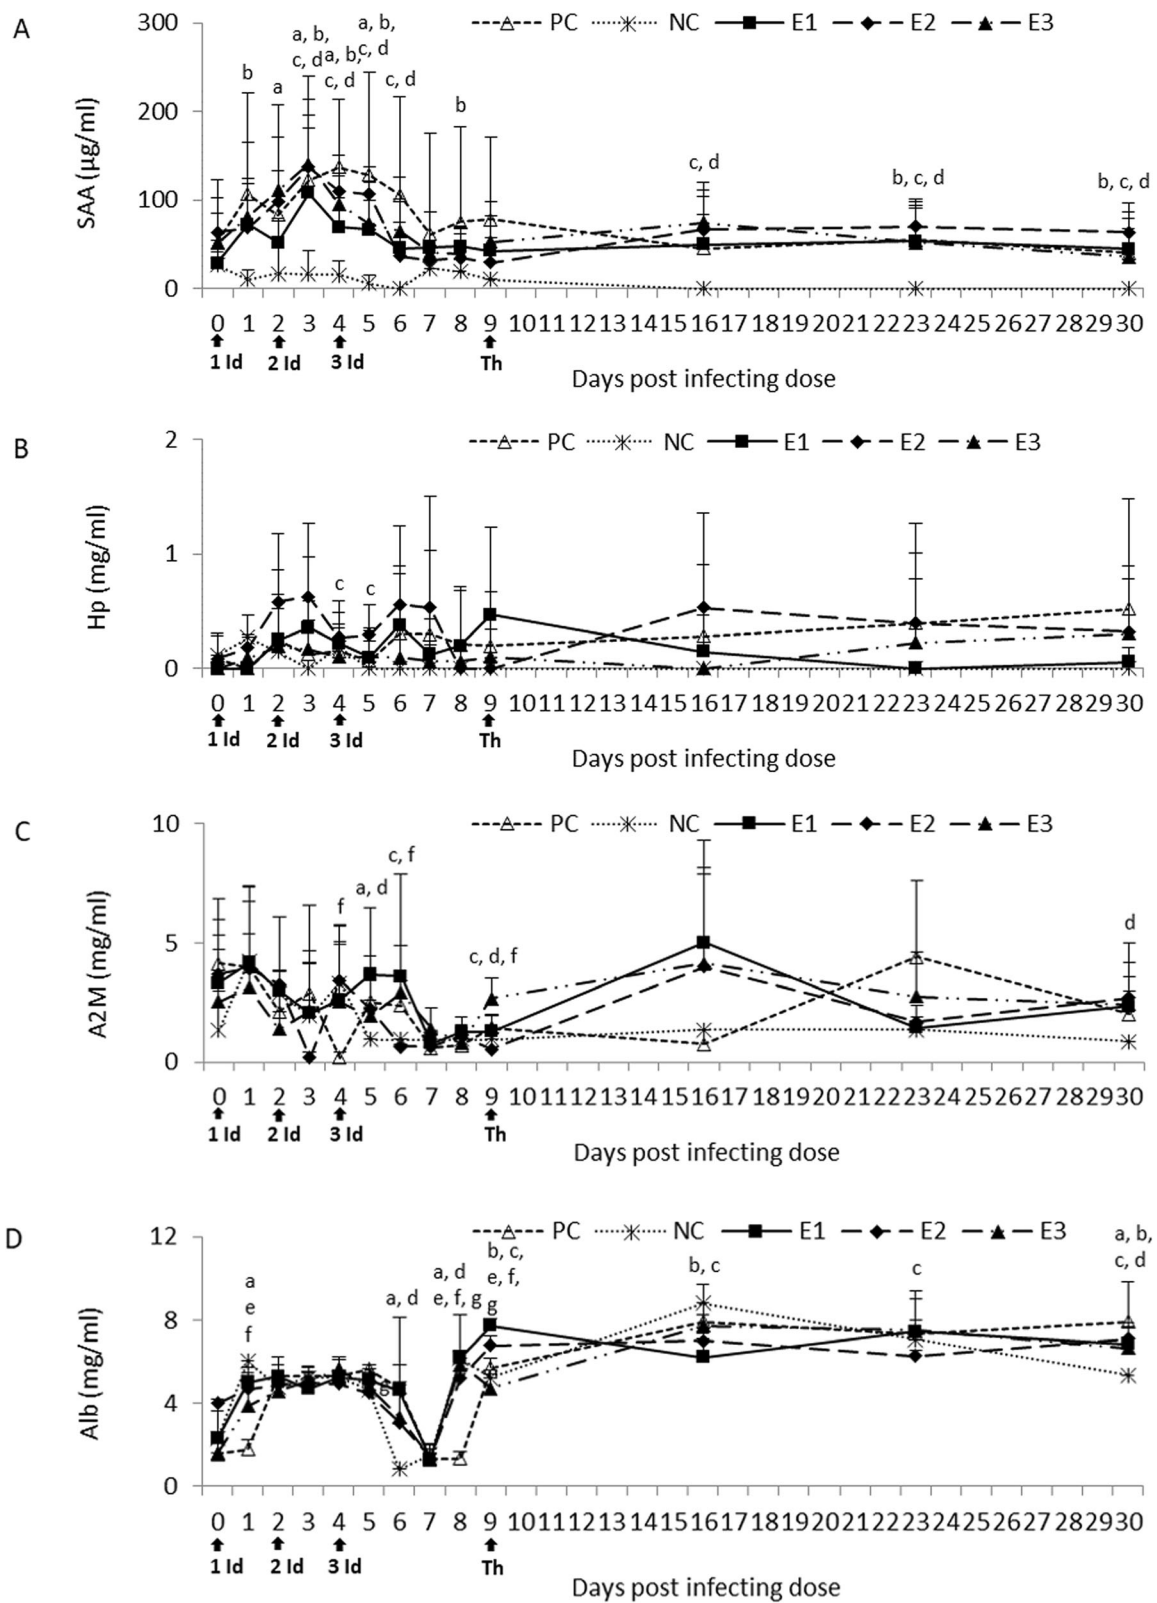 A
300
200
100
0
SAA (µg/ml)
PC NC E1 E2 E3
b
a
a, b,
c, d
a, b,
c, d
a, b,
c, d
c, d
b
c, d
b, c, d
b, c, d
0 1 2 3 4 5 6 7 8 9 10 11 12 13 14 15 16 17 18 19 20 21 22 23 24 25 26 27 28 29 30
1 Id 2 Id 3 Id Th
Days post infecting dose
B
2
1
0
Hp (mg/ml)
PC NC E1 E2 E3
c
c
0 1 2 3 4 5 6 7 8 9 10 11 12 13 14 15 16 17 18 19 20 21 22 23 24 25 26 27 28 29 30
1 Id 2 Id 3 Id Th
Days post infecting dose
C
10
5
0
A2M (mg/ml)
PC NC E1 E2 E3
f
a, d
c, f
c, d, f
d
0 1 2 3 4 5 6 7 8 9 10 11 12 13 14 15 16 17 18 19 20 21 22 23 24 25 26 27 28 29 30
1 Id 2 Id 3 Id Th
Days post infecting dose
D
12
8
4
0
Alb (mg/ml)
PC NC E1 E2 E3
a
e
f
g
a, d
a, d
e, f, g
b, c,
e, f,
g
b, c
c
a, b,
c, d
0 1 2 3 4 5 6 7 8 9 10 11 12 13 14 15 16 17 18 19 20 21 22 23 24 25 26 27 28 29 30
1 Id 2 Id 3 Id Th
Days post infecting dose